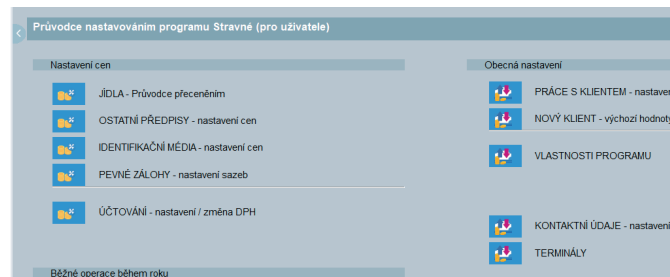 Průvodce nastavováním programu Stravné (pro uživatele)
Nastavení cen
JÍDLA - Průvodce přeceněním
OSTATNÍ PŘEDPISY - nastavení cen
IDENTIFIKAČNÍ MÉDIA - nastavení cen
PEVNÉ ZÁLOHY - nastavení sazeb
ÚČTOVÁNÍ - nastavení / změna DPH
Běžné operace během roku
Obecná nastavení
PRÁCE S KLIENTEM - nastaven
NOVÝ KLIENT - výchozí hodnoty
VLASTNOSTI PROGRAMU
KONTAKTNÍ ÚDAJE - nastavení
TERMINÁLY